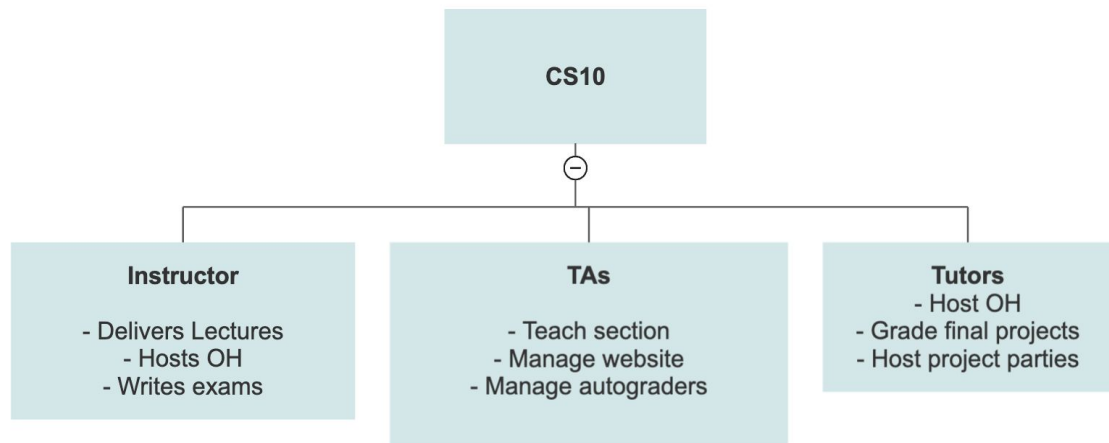 CS10
Instructor
- Delivers Lectures
- Hosts OH
- Writes exams
TAs
- Teach section
- Manage website
- Manage autograders
Tutors
- Host OH
- Grade final projects
- Host project parties